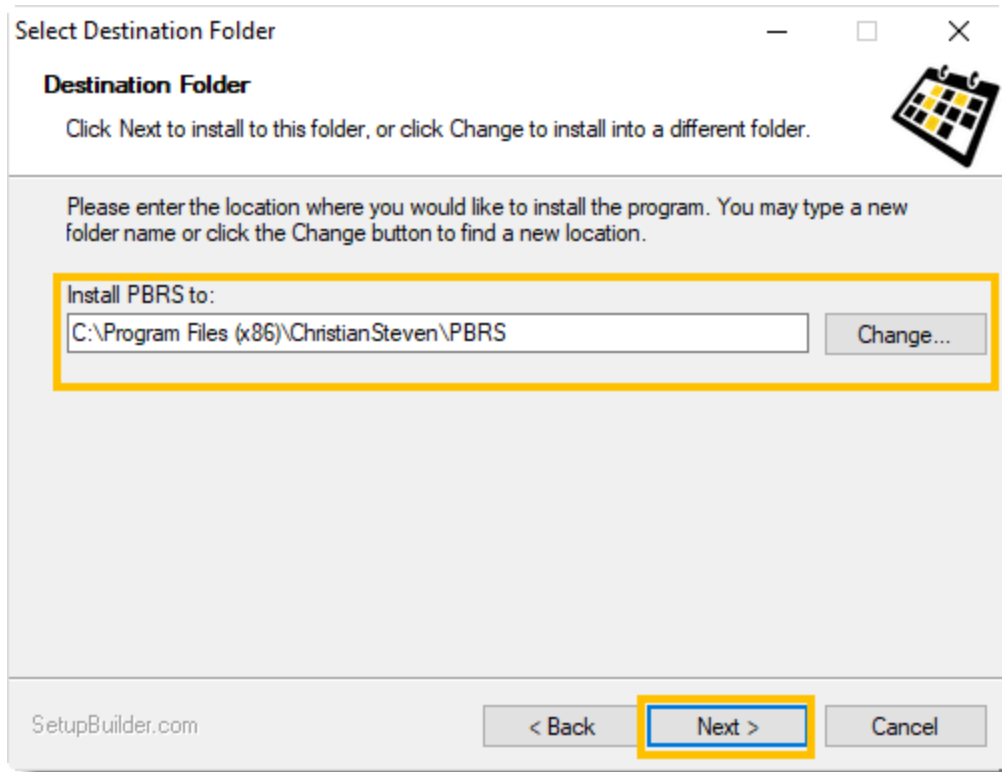 Select Destination Folder
Destination Folder
Click Next to install to this folder, or click Change to install into a different folder.
Please enter the location where you would like to install the program. You may type a new
folder name or click the Change button to find a new location.
Install PBRS to:
C:\Program Files (x86)\ChristianSteven\PBRS
Change...
SetupBuilder.com
< Back
Next >
Cancel